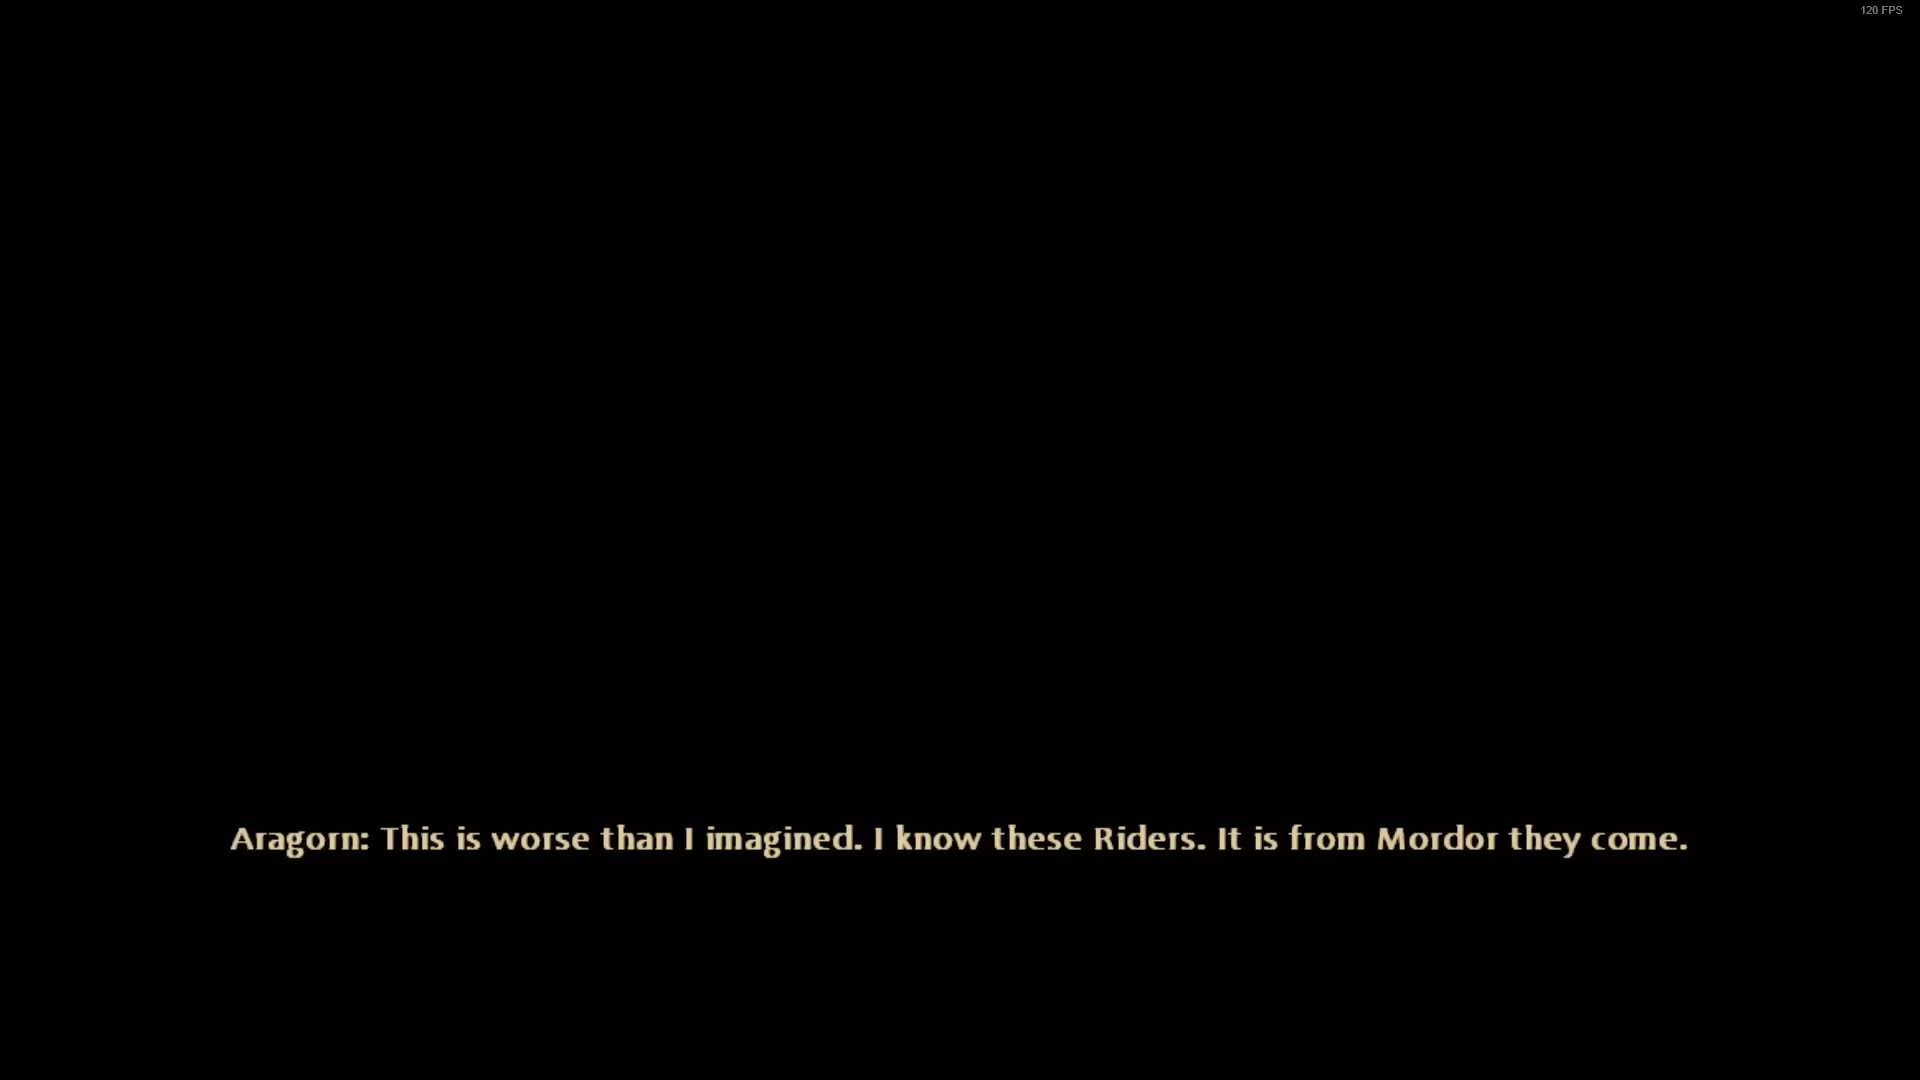 120 FPS
Aragorn: This is worse than I imagined. I know these Riders. It is from Mordor they come.